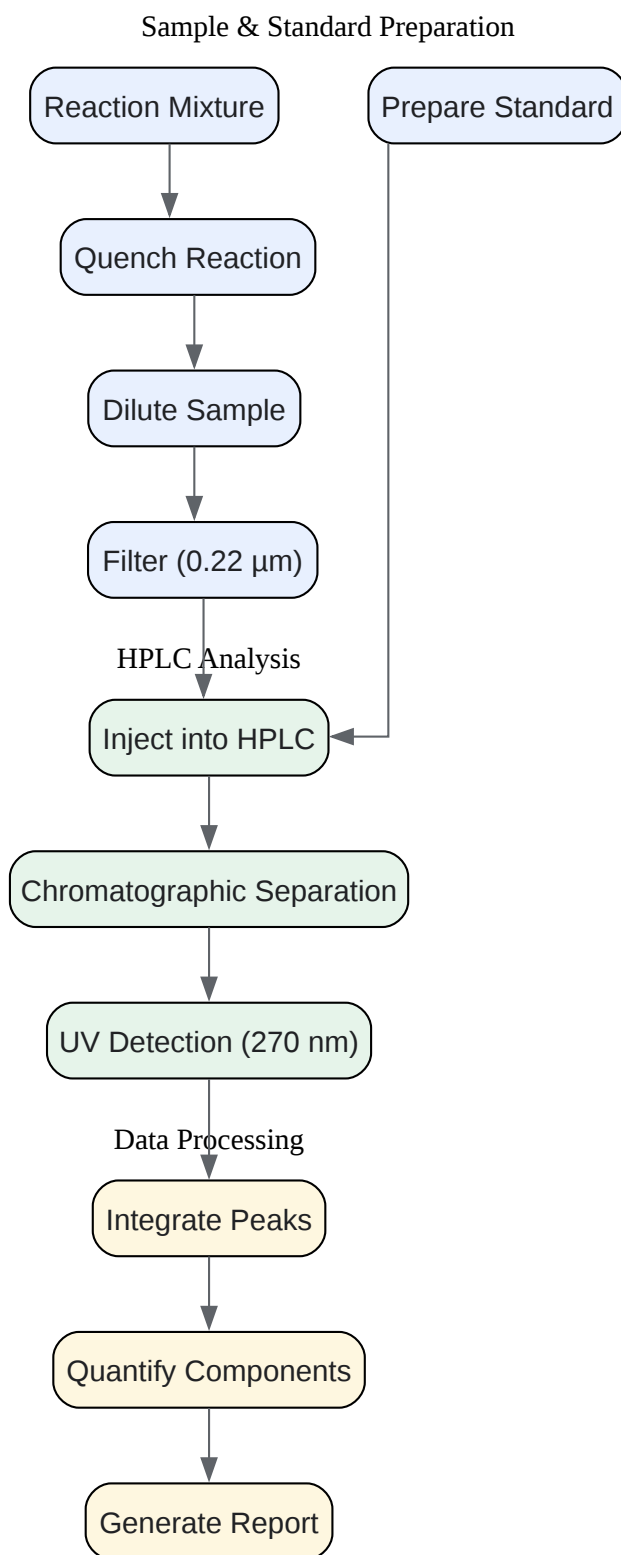 Sample & Standard Preparation
Reaction Mixture
Prepare Standard
Quench Reaction
Dilute Sample
Filter (0.22 µm)
HPLC Analysis
Inject into HPLC
Chromatographic Separation
UV Detection (270 nm)
Data Processing
Integrate Peaks
Quantify Components
Generate Report